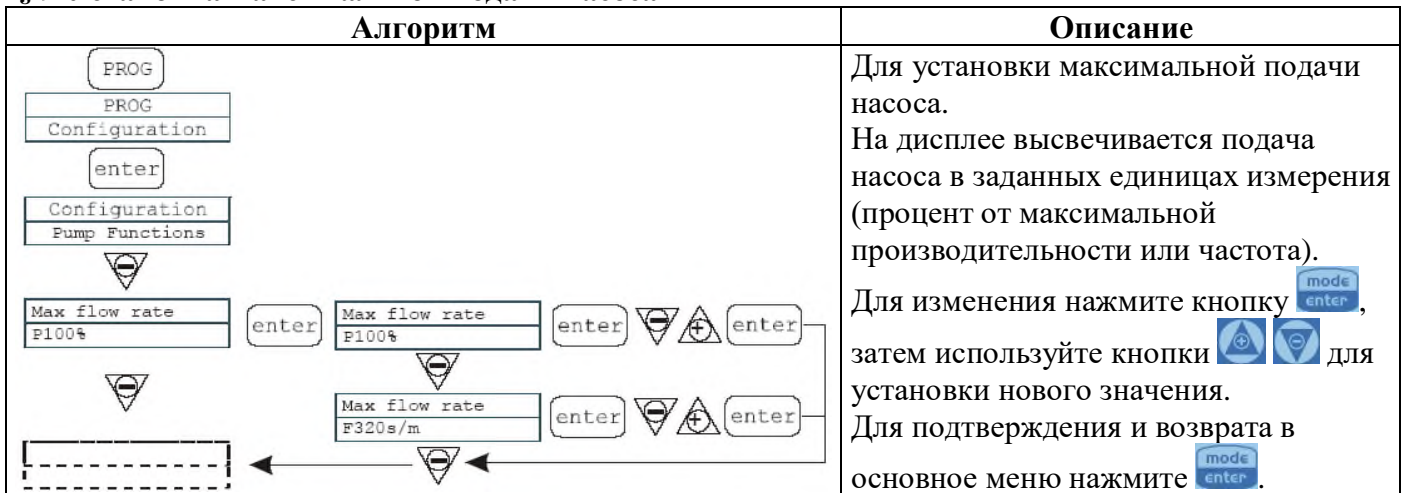 Алгоритм
Описание
PROG
PROG
Configuration
enter
Configuration
Pump Functions
Max flow rate
P100%
enter
Max flow rate
P100%
enter
enter
Max flow rate
F320s/m
enter
enter
Для установки максимальной подачи
насоса.
На дисплее высвечивается подача
насоса в заданных единицах измерения
(процент от максимальной
производительности или частота).
Для изменения нажмите кнопку mode enter,
затем используйте кнопки для
установки нового значения.
Для подтверждения и возврата в
основное меню нажмите mode enter.